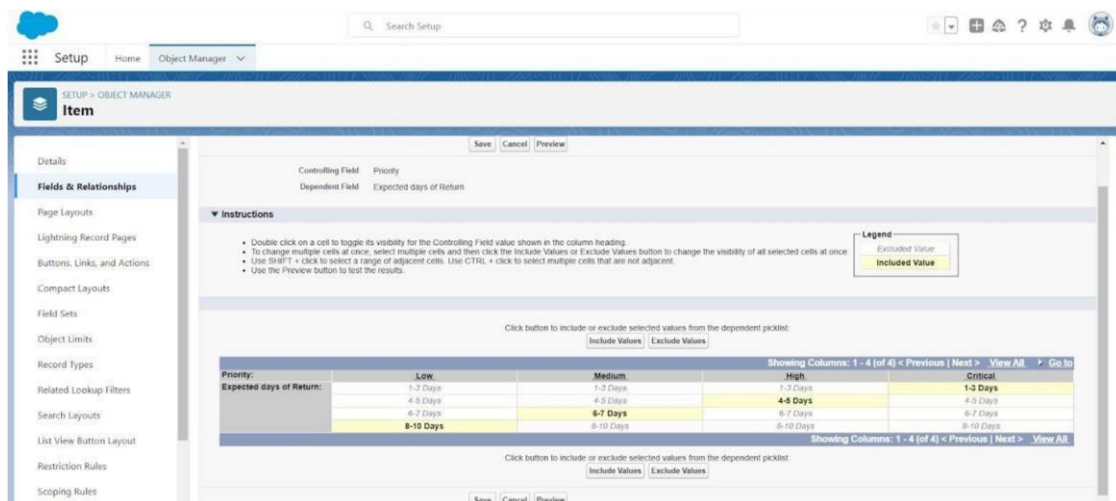 Search Setup
Setup Home Object Manager
SETUP > OBJECT MANAGER
Item
Details
Fields & Relationships
Page Layouts
Lightning Record Pages
Buttons, Links, and Actions
Compact Layouts
Field Sets
Object Limits
Record Types
Related Lookup Filters
Search Layouts
List View Button Layout
Restriction Rules
Scoping Rules
Save Cancel Preview
Controlling Field Priority
Dependent Field Expected days of Return
Instructions
Double click on a cell to toggle its visibility for the Controlling Field value shown in the column heading.
To change multiple cells at once, select multiple cells and then click the Include Values or Exclude Values button to change the visibility of all selected cells at once
Use SHIFT + click to select a range of adjacent cells. Use CTRL + click to select multiple cells that are not adjacent.
Use the Preview button to test the results.
Legend
Excluded Value
Included Value
Click button to include or exclude selected values from the dependent picklist
Include Values Exclude Values
Showing Columns: 1 - 4 (of 4) < Previous | Next > View All Go to
Priority: Low Medium High Critical
Expected days of Return: 1-3 Days 1-3 Days 1-3 Days 1-3 Days
4-5 Days 4-5 Days 4-5 Days 4-5 Days
6-7 Days 6-7 Days 6-7 Days 6-7 Days
8-10 Days 8-10 Days 8-10 Days 8-10 Days
Showing Columns: 1 - 4 (of 4) < Previous | Next > View All
Click button to include or exclude selected values from the dependent picklist
Include Values Exclude Values
Save Cancel Preview